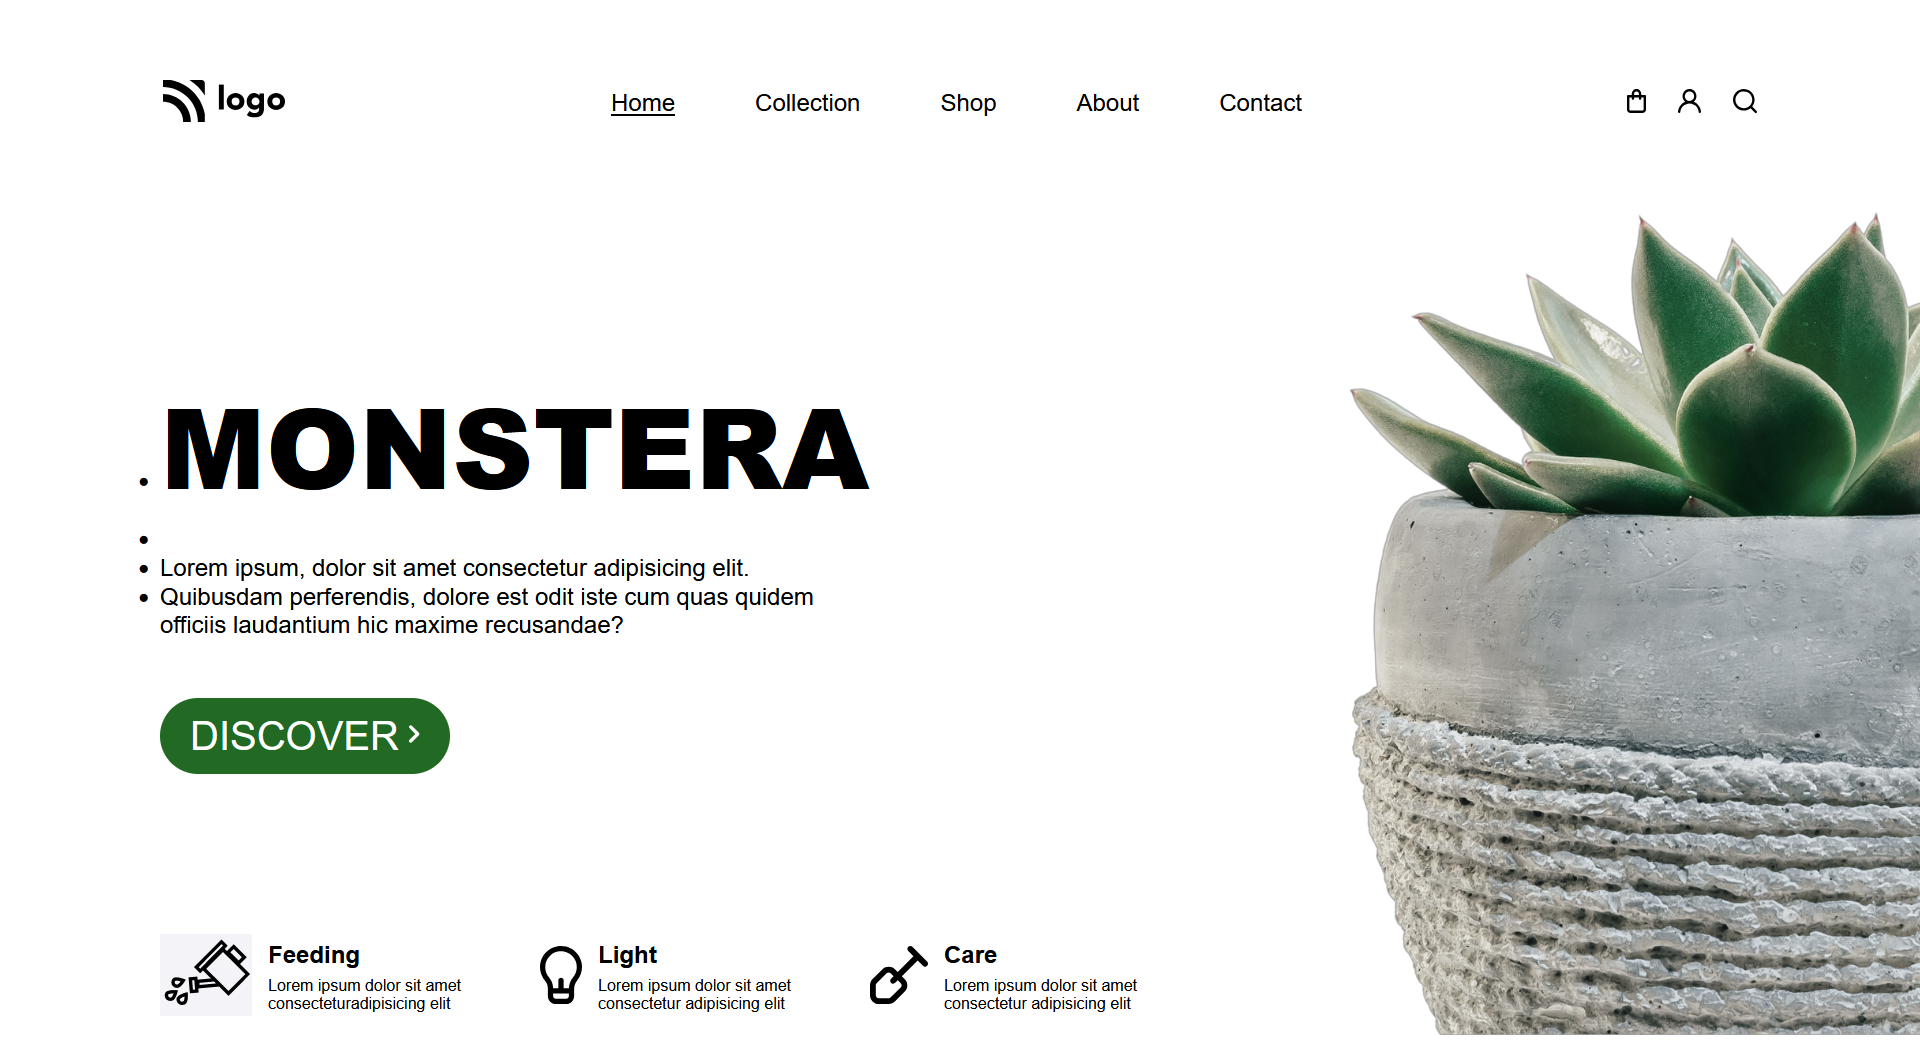 logo
Home Collection Shop About Contact
MONSTERA
Lorem ipsum, dolor sit amet consectetur adipisicing elit.
Quibusdam perferendis, dolore est odit iste cum quas quidem
officiis laudantium hic maxime recusandae?
DISCOVER
Feeding
Lorem ipsum dolor sit amet
consecteturadipisicing elit
Light
Lorem ipsum dolor sit amet
consectetur adipisicing elit
Care
Lorem ipsum dolor sit amet
consectetur adipisicing elit